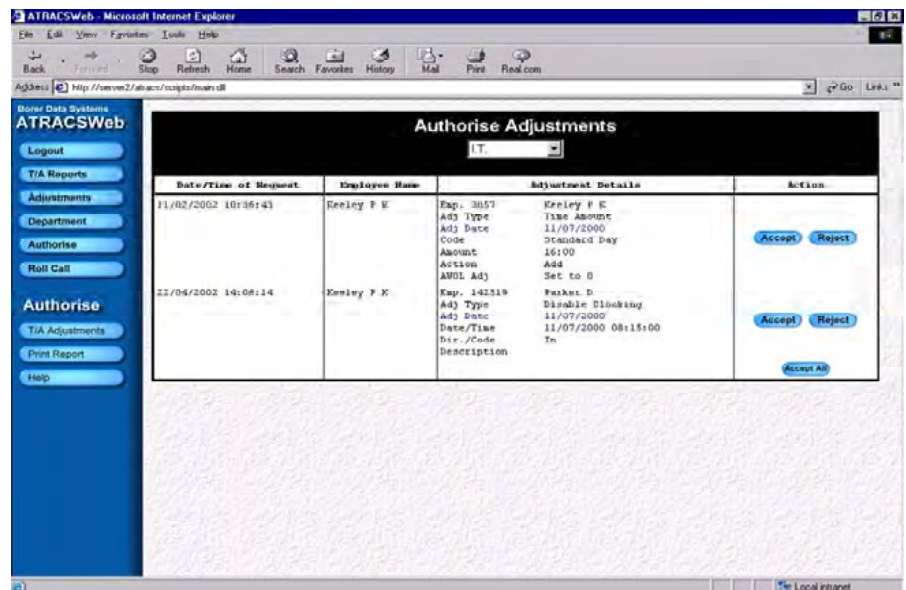 ATRACSWeb - Microsoft Internet Explorer
File Edit View Favorites Tools Help
Back Forward Stop Refresh Home Search Favorites History Mail Print Real.com
Address http://server2/atracs/scripts/main.dll Go Links »
Borer Data Systems
ATRACSWeb
Logout
T/A Reports
Adjustments
Department
Authorise
Roll Call
Authorise
T/A Adjustments
Print Report
Help
Authorise Adjustments
I.T.
Date/Time of Request Employee Name Adjustment Details Action
11/02/2002 10:36:43 Keeley P K Emp. 3057 Keeley P K
Adj Type Time Amount
Adj Date 11/07/2000
Code Standard Day
Amount 16:00
Action Add
AWOL Adj Set to 0
Accept Reject
22/04/2002 14:06:14 Keeley P K Emp. 142319 Parker D
Adj Type Disable Clocking
Adj Date 11/07/2000
Date/Time 11/07/2000 08:15:00
Dir./Code In
Description
Accept Reject
Accept All
Local intranet